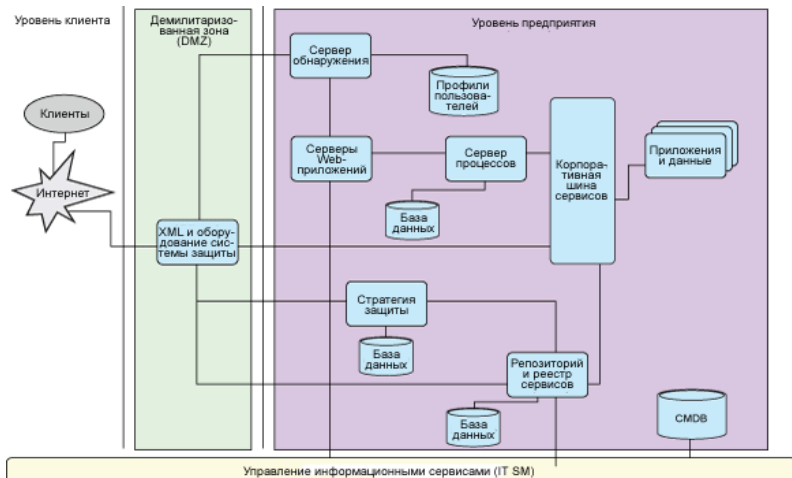 Уровень клиента
Демилитаризо-
ванная зона
(DMZ)
Уровень предприятия
Сервер
обнаружения
Профили
пользова-
телей
Клиенты
Серверы
Web-
приложений
Сервер
процессов
Корпора-
тивная
шина
сервисов
Приложения
и данные
Интернет
База
данных
XML и обору-
дование сис-
темы защиты
Стратегия
защиты
База
данных
Репозиторий
и реестр
сервисов
База
данных
CMDB
Управление информационными сервисами (IT SM)